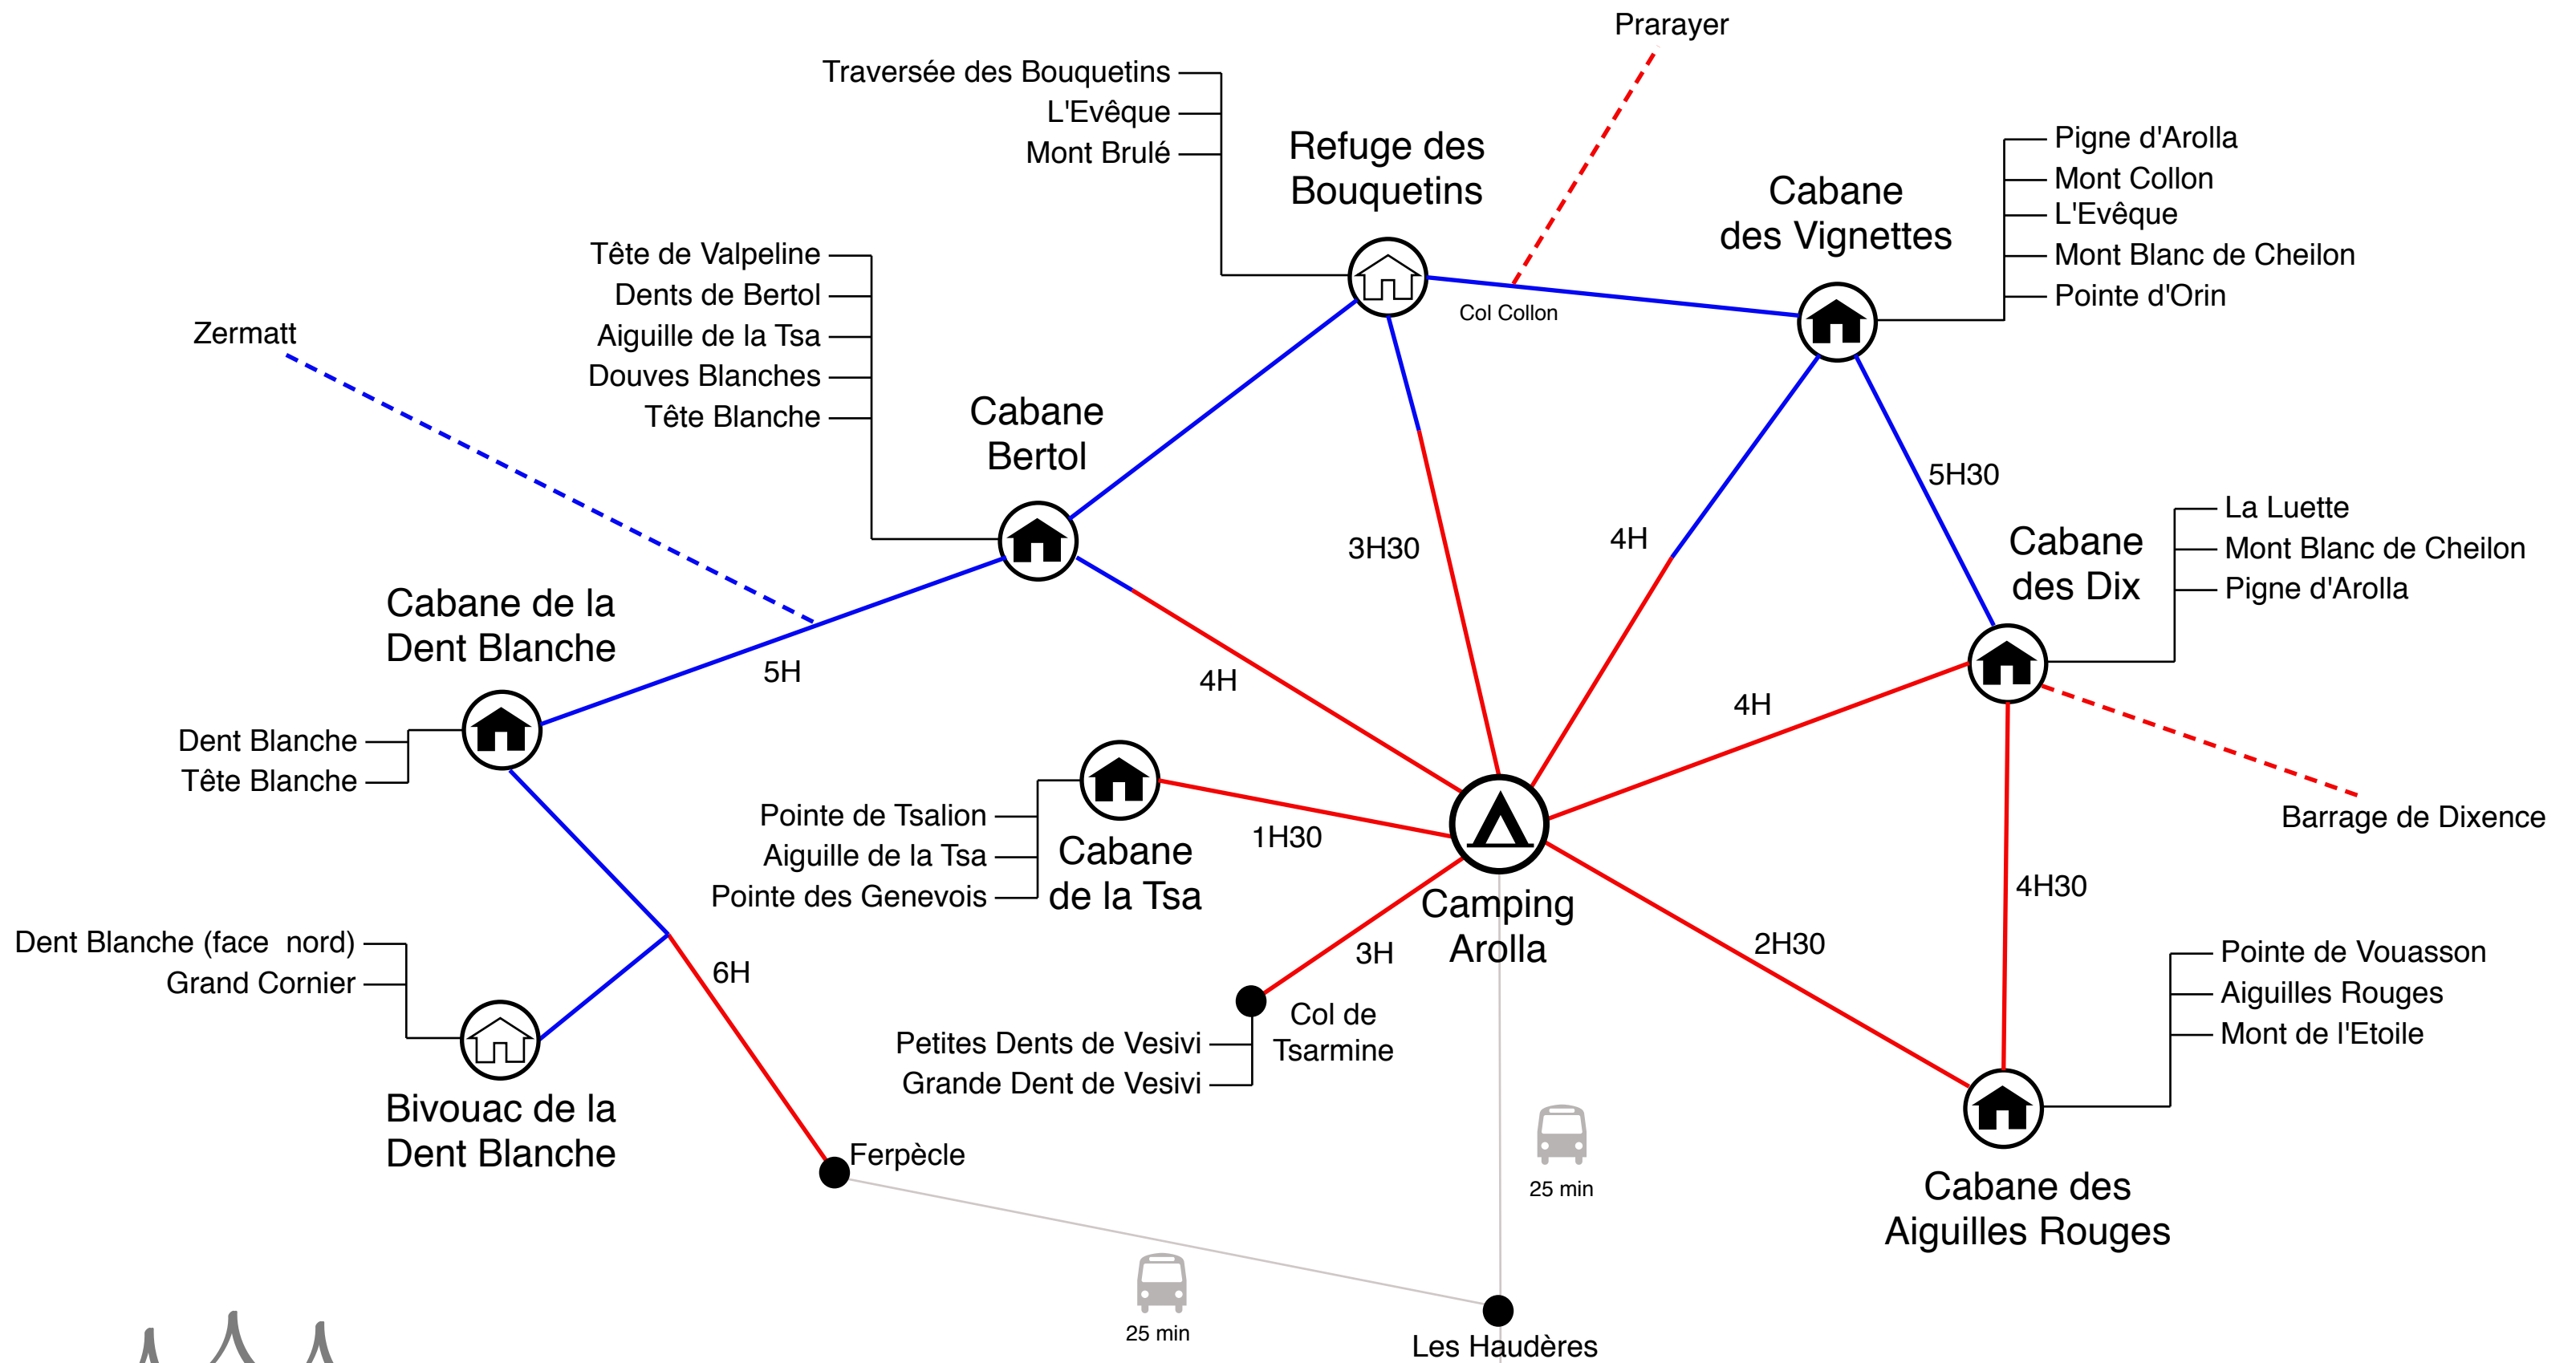 Prarayer
Traversée des Bouquetins
L'Evêque
Mont Brulé
Refuge des
Bouquetins
Cabane
des Vignettes
Pigne d'Arolla
Mont Collon
L'Evêque
Mont Blanc de Cheilon
Pointe d'Orin
Col Collon
Zermatt
Tête de Valpeline
Dents de Bertol
Aiguille de la Tsa
Douves Blanches
Tête Blanche
Cabane
Bertol
5H30
3H30
4H
Cabane
des Dix
La Luette
Mont Blanc de Cheilon
Pigne d'Arolla
Cabane de la
Dent Blanche
5H
4H
4H
Dent Blanche
Tête Blanche
Barrage de Dixence
Pointe de Tsalion
Aiguille de la Tsa
Pointe des Genevois
Cabane
de la Tsa
1H30
Camping
Arolla
4H30
2H30
3H
Dent Blanche (face  nord)
Grand Cornier
6H
Bivouac de la
Dent Blanche
Petites Dents de Vesivi
Grande Dent de Vesivi
Col de
Tsarmine
Pointe de Vouasson
Aiguilles Rouges
Mont de l'Etoile
Ferpècle
25 min
Cabane des
Aiguilles Rouges
25 min
Les Haudères